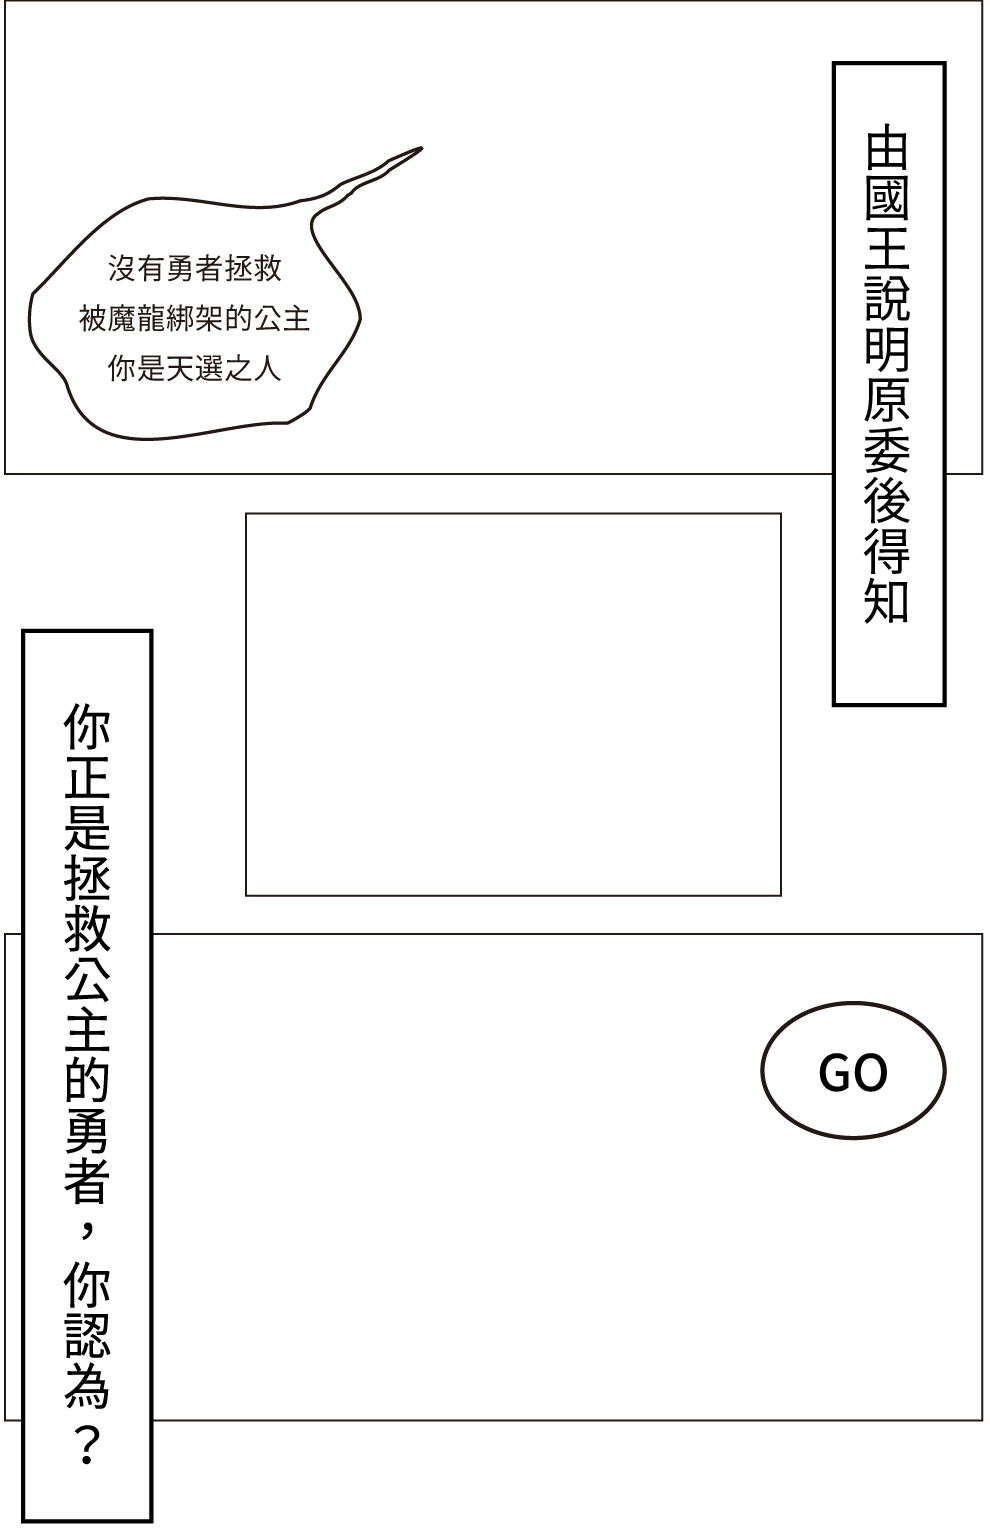 由國王說明原委後得知
沒有勇者拯救
被魔龍綁架的公主
你是天選之人
GO
你正是拯救公主的勇者，你認為？